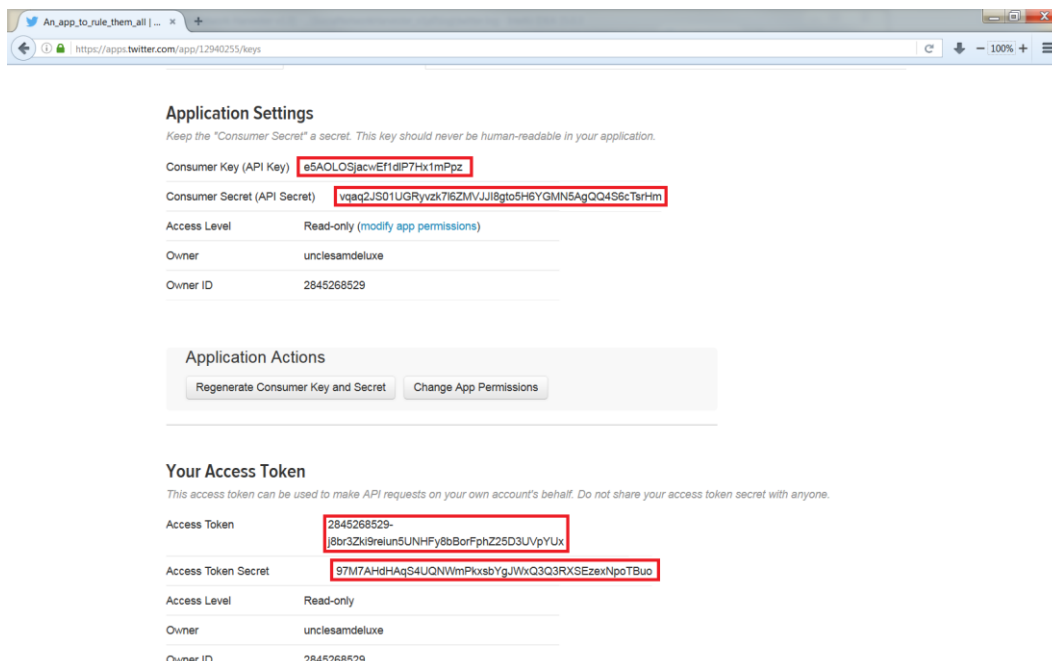 An_app_to_rule_them_all | ...
https://apps.twitter.com/app/12940255/keys
100%
Application Settings
Keep the "Consumer Secret" a secret. This key should never be human-readable in your application.
Consumer Key (API Key)
Consumer Secret (API Secret)
Access Level Read-only (modify app permissions)
Owner unclesamdeluxe
Owner ID 2845268529
Application Actions
Regenerate Consumer Key and Secret Change App Permissions
Your Access Token
This access token can be used to make API requests on your own account's behalf. Do not share your access token secret with anyone.
Access Token 2845268529-
j8br3Zki9reiun5UNHFy8bBorFphZ25D3UVpYUx
Access Token Secret 97M7AHdHAqS4UQNWmPkxsbYgJWxQ3Q3RXSEzexNpoTBuo
Access Level Read-only
Owner unclesamdeluxe
Owner ID 2845268529